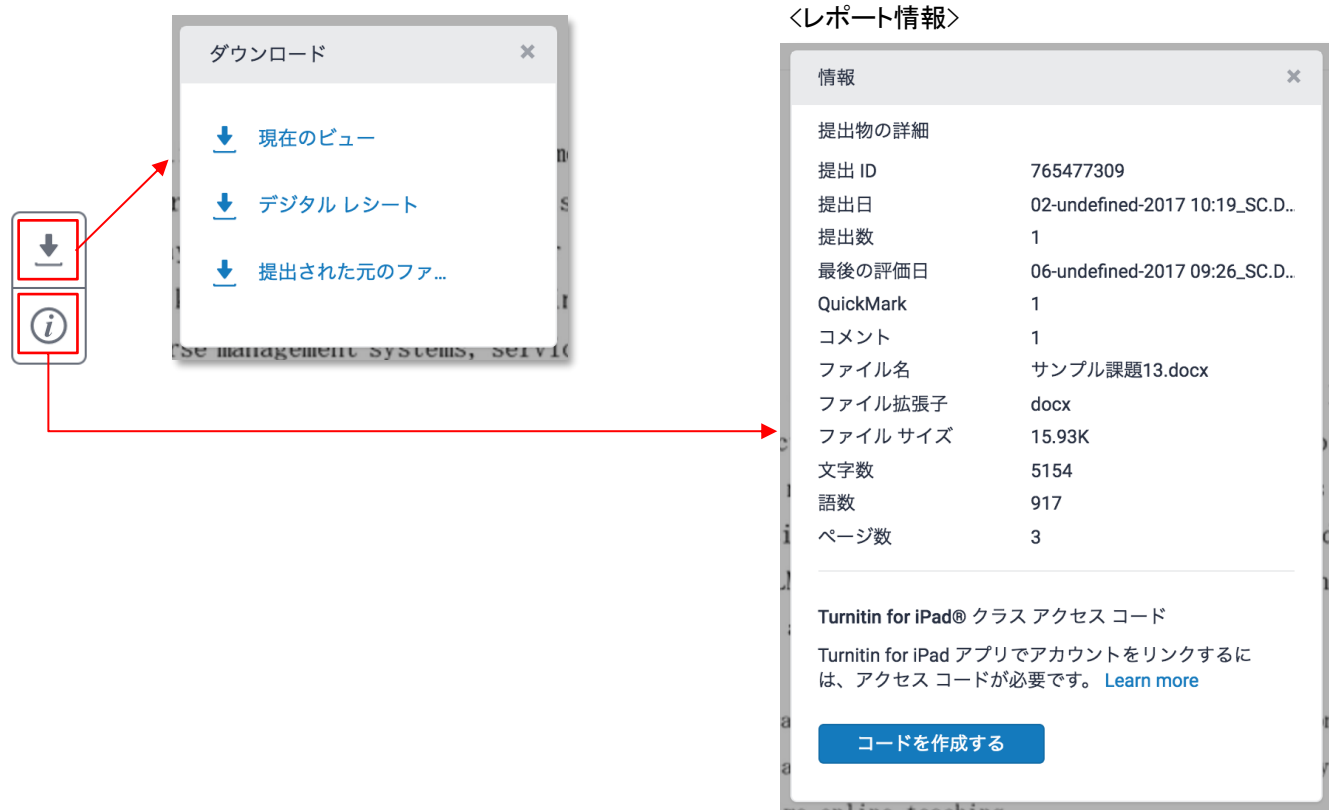 <レポート情報>
ダウンロード ×
現在のビュー
デジタル レシート
提出された元のファ...
rse management systems, servic
i
情報 ×
提出物の詳細
提出 ID 765477309
提出日 02-undefined-2017 10:19_SC.D...
提出数 1
最後の評価日 06-undefined-2017 09:26_SC.D...
QuickMark 1
コメント 1
ファイル名 サンプル課題13.docx
ファイル拡張子 docx
ファイル サイズ 15.93K
文字数 5154
語数 917
ページ数 3
Turnitin for iPad® クラス アクセス コード
Turnitin for iPad アプリでアカウントをリンクするに
は、アクセス コードが必要です。 Learn more
コードを作成する